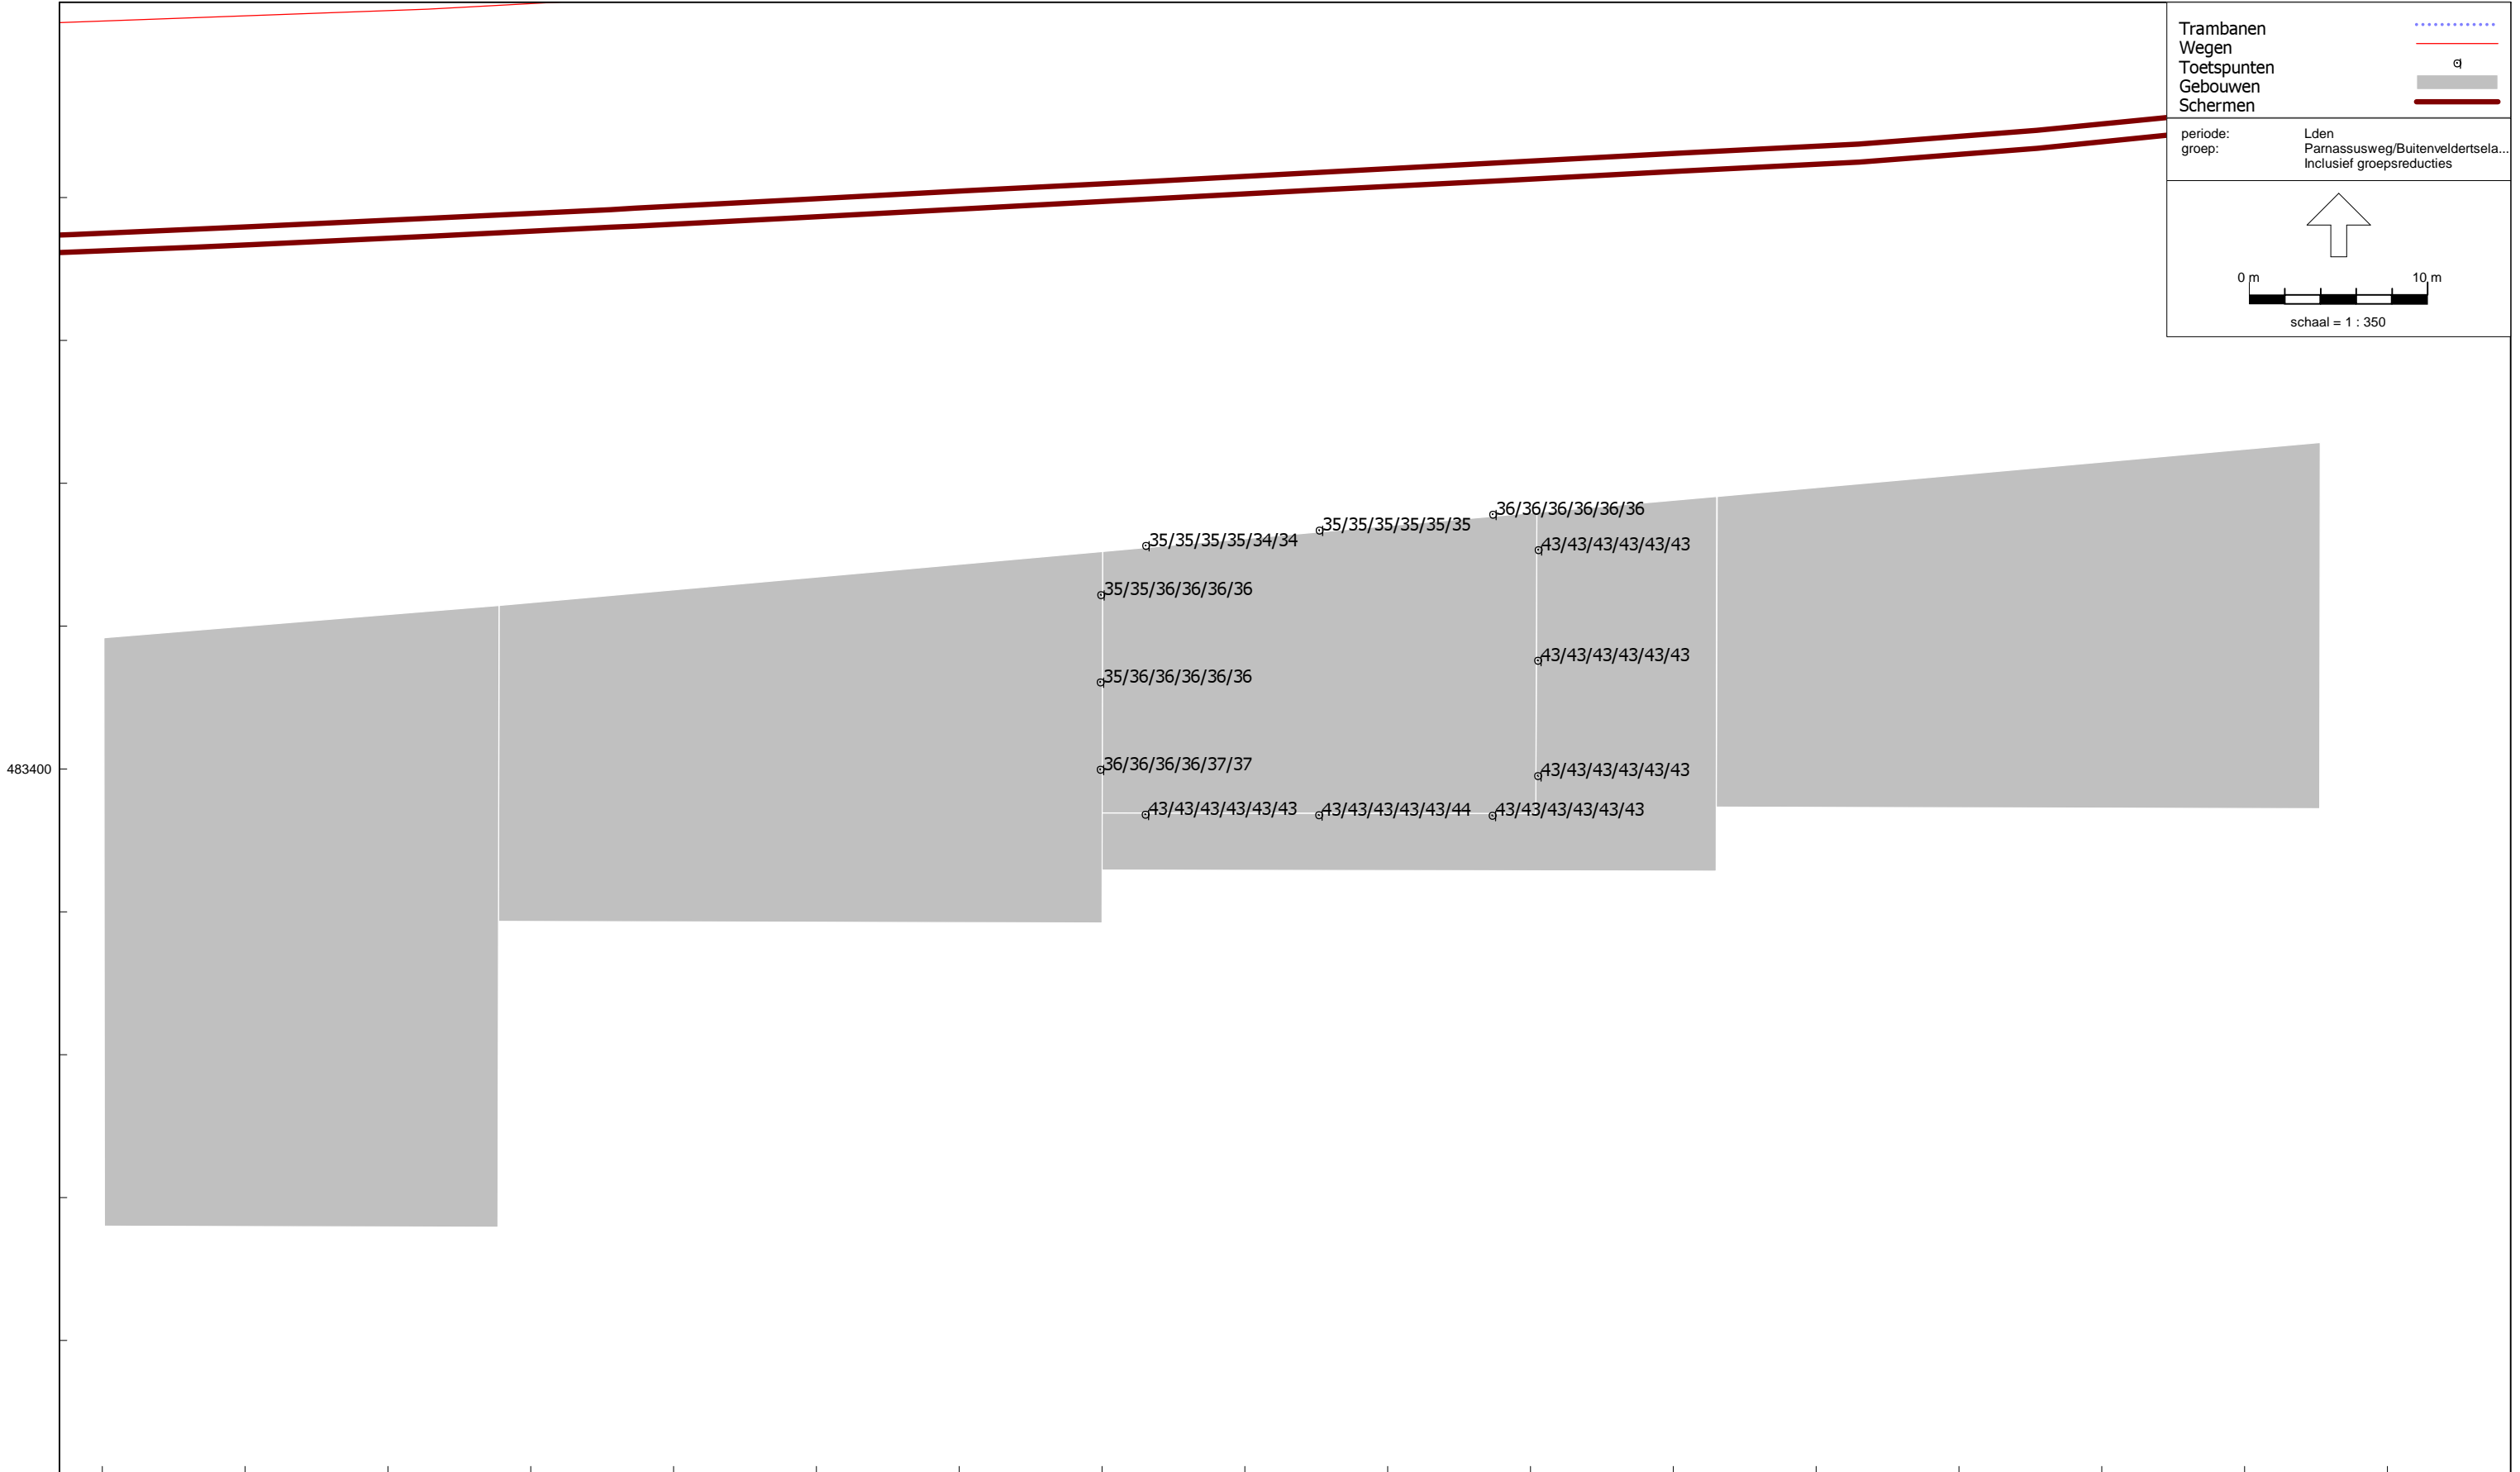 Trambanen
Wegen
Toetspunten
Gebouwen
Schermen
periode: Lden
groep: Parnassusweg/Buitenveldertsela...
Inclusief groepsreducties
0 m 10 m
schaal = 1 : 350
36/36/36/36/36/36
35/35/35/35/35/35
35/35/35/35/34/34
43/43/43/43/43/43
35/35/36/36/36/36
43/43/43/43/43/43
35/36/36/36/36/36
483400
36/36/36/36/37/37
43/43/43/43/43/43
43/43/43/43/43/43
43/43/43/43/43/44
43/43/43/43/43/43